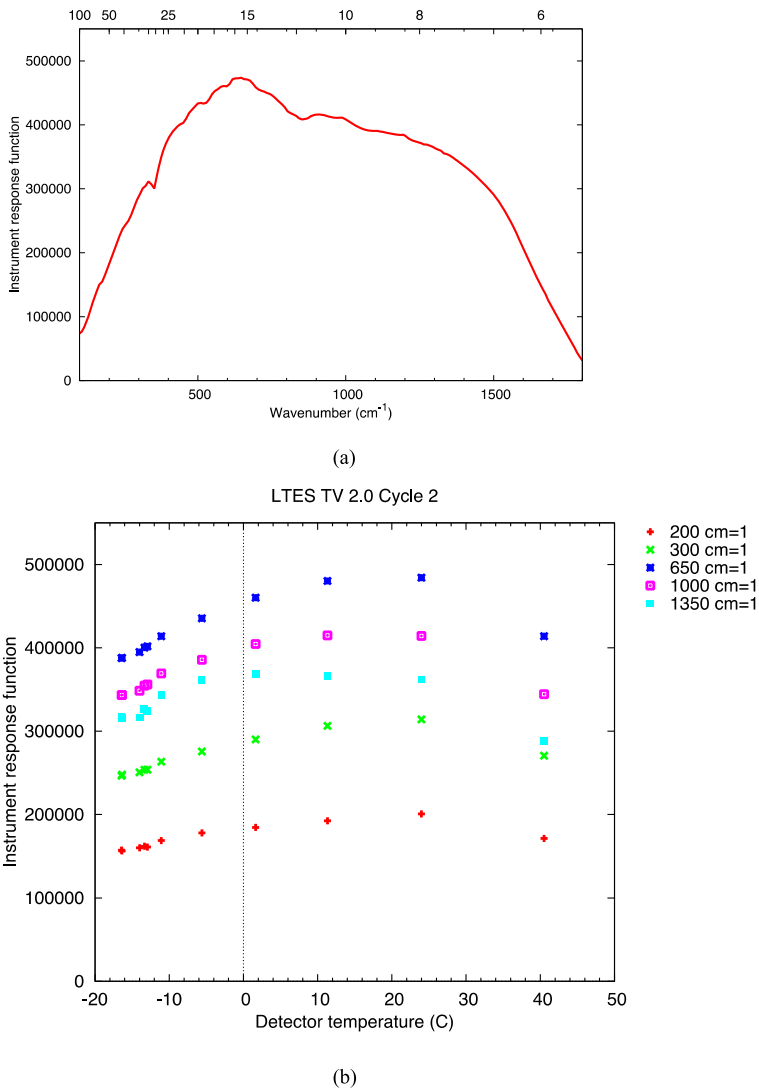 100 50 25 15 10 8 6
500000
400000
300000
200000
100000
0
Instrument response function
500 1000 1500
Wavenumber (cm-1)
(a)
LTES TV 2.0 Cycle 2
200 cm=1
300 cm=1
650 cm=1
1000 cm=1
1350 cm=1
500000
400000
300000
200000
100000
0
Instrument response function
-20 -10 0 10 20 30 40 50
Detector temperature (C)
(b)